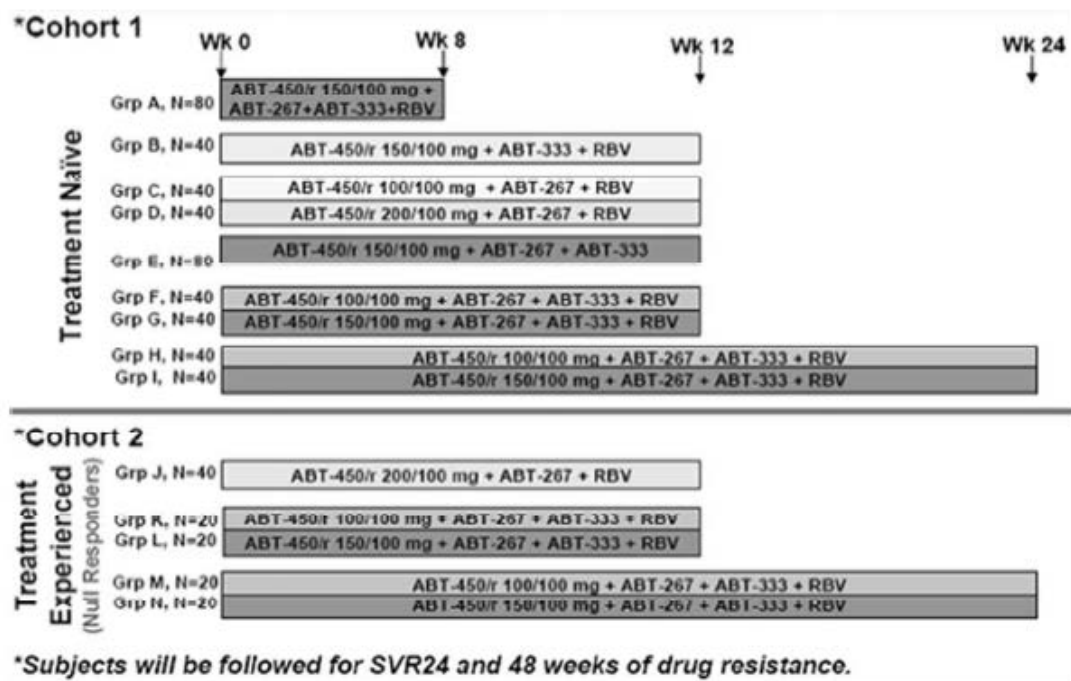 *Cohort 1
Wk 0
Wk 8
Wk 12
Wk 24
Treatment Naïve
Grp A, N=80
ABT-450/r 150/100 mg +
ABT-267+ABT-333+RBV
Grp B, N=40
ABT-450/r 150/100 mg + ABT-333 + RBV
Grp C, N=40
ABT-450/r 100/100 mg + ABT-267 + RBV
Grp D, N=40
ABT-450/r 200/100 mg + ABT-267 + RBV
Grp E, N=80
ABT-450/r 150/100 mg + ABT-267 + ABT-333
Grp F, N=40
ABT-450/r 100/100 mg + ABT-267 + ABT-333 + RBV
Grp G, N=40
ABT-450/r 150/100 mg + ABT-267 + ABT-333 + RBV
Grp H, N=40
ABT-450/r 100/100 mg + ABT-267 + ABT-333 + RBV
Grp I, N=40
ABT-450/r 150/100 mg + ABT-267 + ABT-333 + RBV
*Cohort 2
Treatment
Experienced
(Null Responders)
Grp J, N=40
ABT-450/r 200/100 mg + ABT-267 + RBV
Grp K, N=20
ABT-450/r 100/100 mg + ABT-267 + ABT-333 + RBV
Grp L, N=20
ABT-450/r 150/100 mg + ABT-267 + ABT-333 + RBV
Grp M, N=20
ABT-450/r 100/100 mg + ABT-267 + ABT-333 + RBV
Grp N, N=20
ABT-450/r 150/100 mg + ABT-267 + ABT-333 + RBV
*Subjects will be followed for SVR24 and 48 weeks of drug resistance.